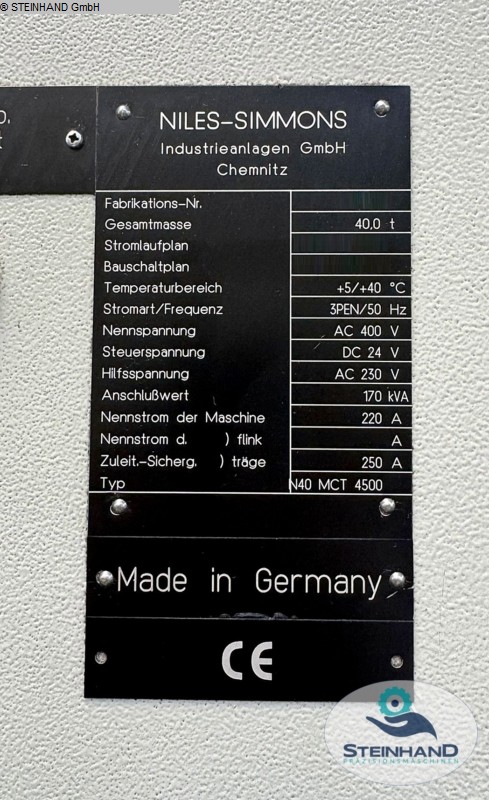 © STEINHAND GmbH
NILES-SIMMONS
Industrieanlagen GmbH
Chemnitz
Fabrikations-Nr.
Gesamtmasse 40,0 t
Stromlaufplan
Bauschaltplan
Temperaturbereich +5/+40 °C
Stromart/Frequenz 3PEN/50 Hz
Nennspannung AC 400 V
Steuerspannung DC 24 V
Hilfsspannung AC 230 V
Anschlußwert 170 kVA
Nennstrom der Maschine 220 A
Nennstrom d. ) flink A
Zuleit.-Sicherg. ) träge 250 A
Typ N40 MCT 4500
Made in Germany
CE
STEINHAND
PRÄZITIONSMASCHINEN